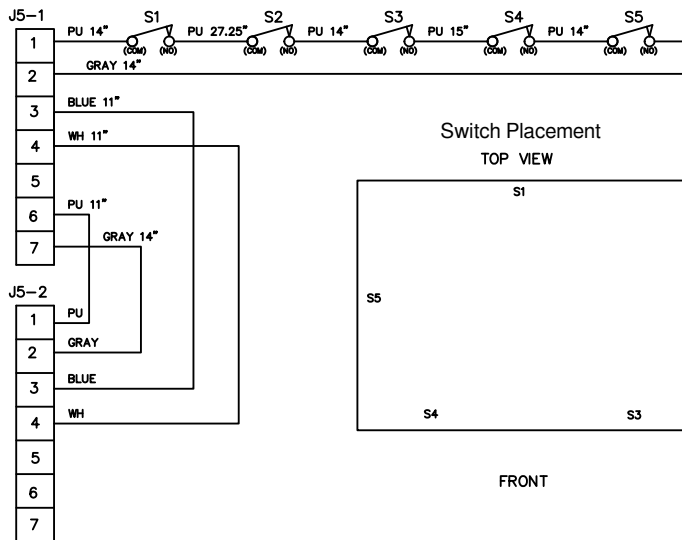 J5-1
PU 14" S1 PU 27.25" S2 PU 14" S3 PU 15" S4 PU 14" S5
1
(COM) (NO) (COM) (NO) (COM) (NO) (COM) (NO) (COM) (NO)
GRAY 14"
2
BLUE 11"
3
WH 11"
4
5
PU 11"
6
GRAY 14"
7
J5-2
1 PU
2 GRAY
3 BLUE
4 WH
5
6
7
Switch Placement
TOP VIEW
S1
S5
S4 S3
FRONT